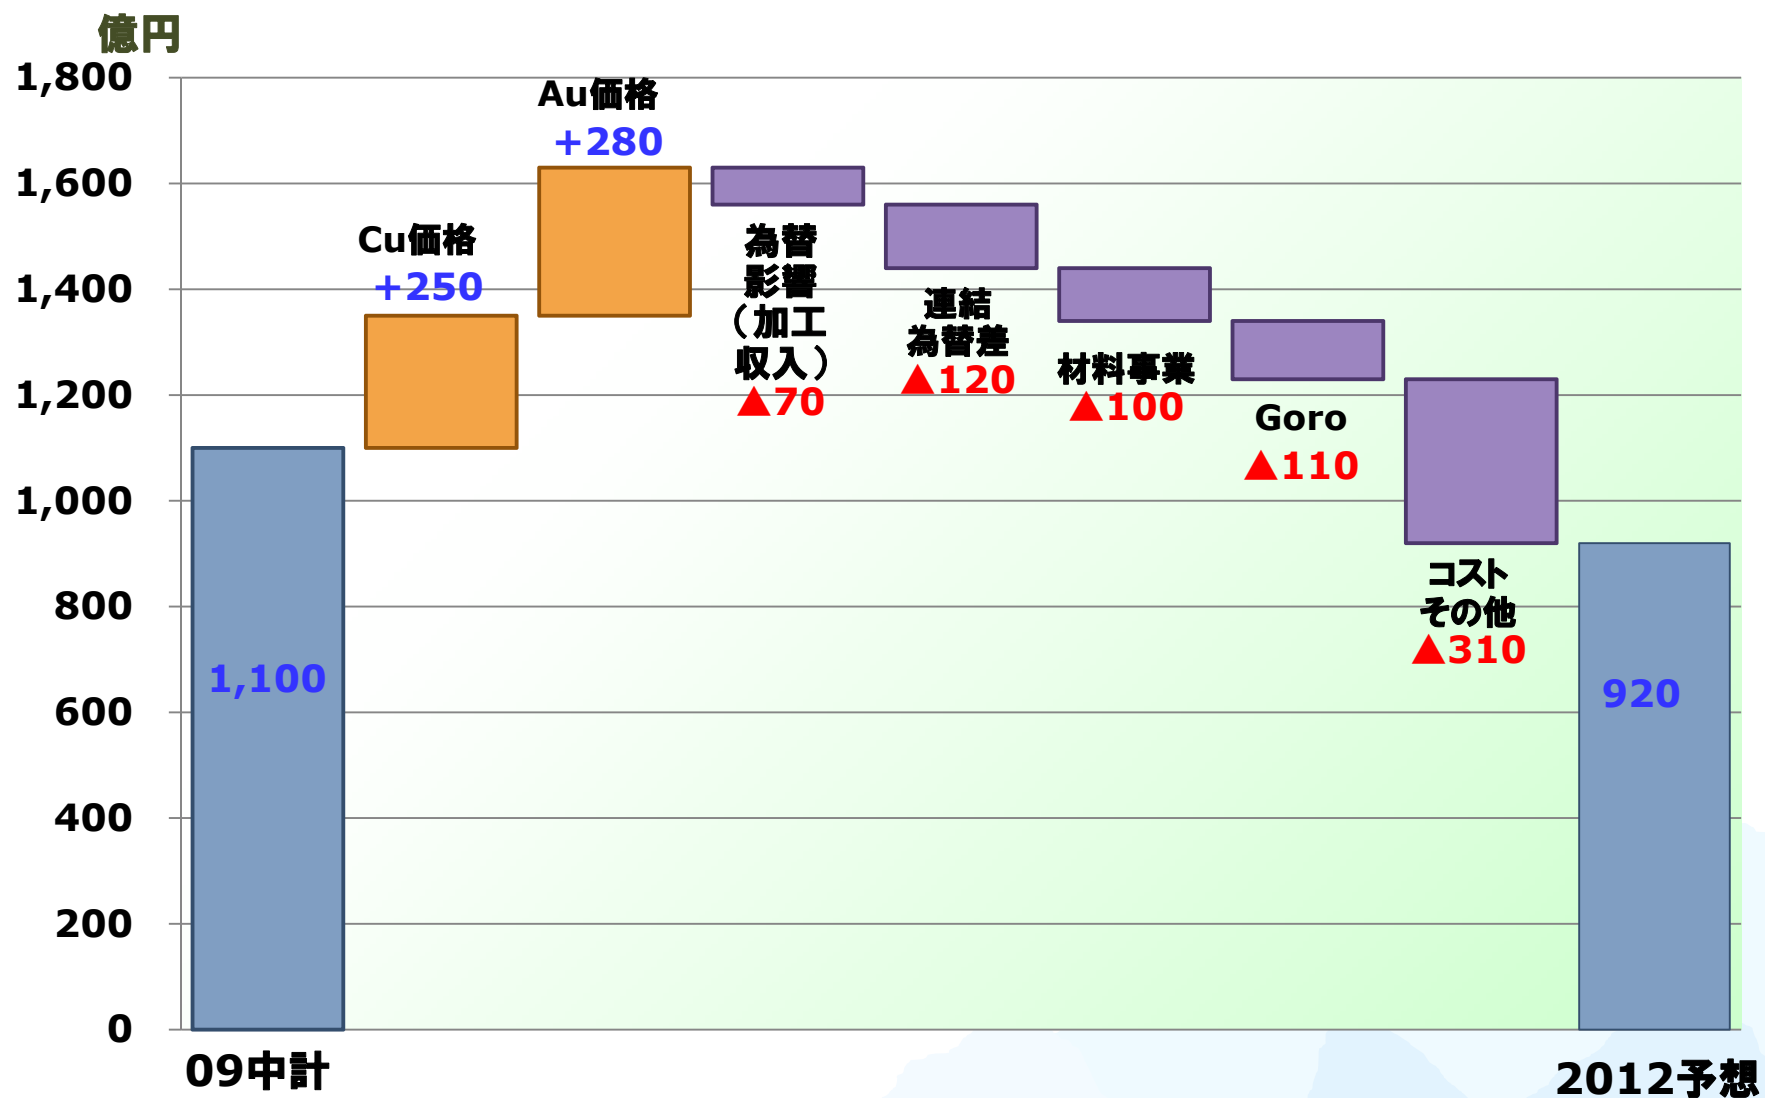 億円
1,800
1,600
1,400
1,200
1,000
800
600
400
200
0
1,100
09中計
Cu価格
+250
Au価格
+280
為替
影響
（加工
収入）
▲70
連結
為替差
▲120
材料事業
▲100
Goro
▲110
コスト
その他
▲310
920
2012予想